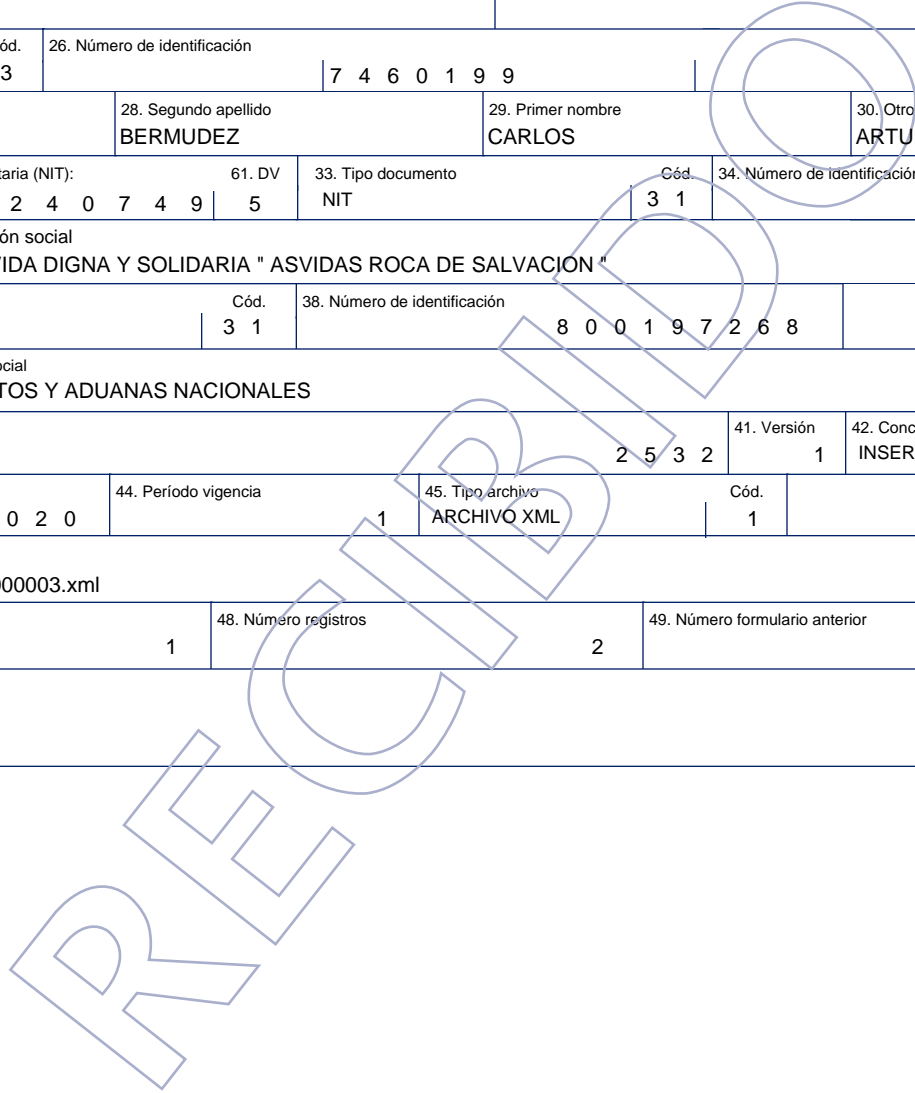 ód. 26. Número de identificación
3 7 4 6 0 1 9 9
28. Segundo apellido 29. Primer nombre 30. Otro
BERMUDEZ CARLOS ARTU
taria (NIT): 61. DV 33. Tipo documento Cód. 34. Número de identificación
2 4 0 7 4 9 5 NIT 3 1
ón social
VIDA DIGNA Y SOLIDARIA " ASVIDAS ROCA DE SALVACION "
Cód. 38. Número de identificación
3 1 8 0 0 1 9 7 2 6 8
ocial
TOS Y ADUANAS NACIONALES
41. Versión 42. Conc
2 5 3 2 1 INSER
44. Período vigencia 45. Tipo archivo Cód.
0 2 0 1 ARCHIVO XML 1
000003.xml
48. Número registros 49. Número formulario anterior
1 2
RECIBIDO